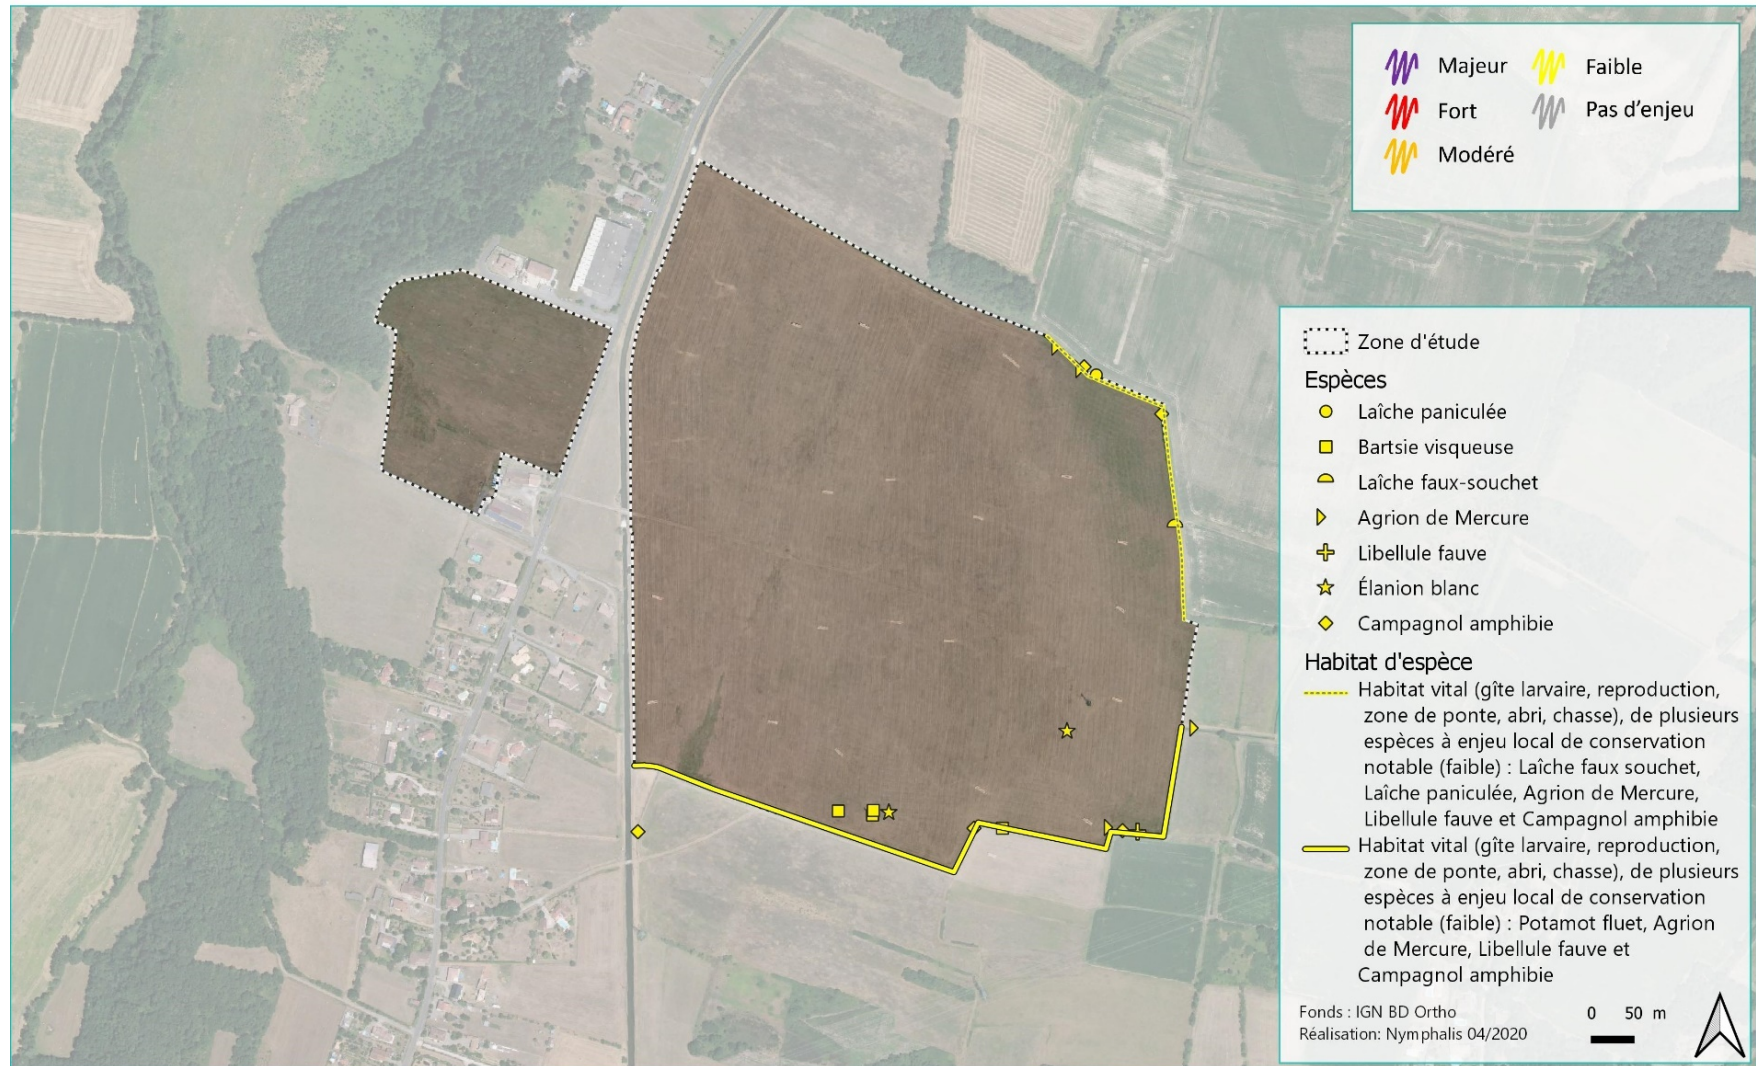 Majeur
Faible
Fort
Pas d'enjeu
Modéré
Zone d'étude
Espèces
Laîche paniculée
Bartsie visqueuse
Laîche faux-souchet
Agrion de Mercure
Libellule fauve
Élanion blanc
Campagnol amphibie
Habitat d'espèce
Habitat vital (gîte larvaire, reproduction,
zone de ponte, abri, chasse), de plusieurs
espèces à enjeu local de conservation
notable (faible) : Laîche faux souchet,
Laîche paniculée, Agrion de Mercure,
Libellule fauve et Campagnol amphibie
Habitat vital (gîte larvaire, reproduction,
zone de ponte, abri, chasse), de plusieurs
espèces à enjeu local de conservation
notable (faible) : Potamot fluet, Agrion
de Mercure, Libellule fauve et
Campagnol amphibie
Fonds : IGN BD Ortho
Réalisation: Nymphalis 04/2020
0 50 m